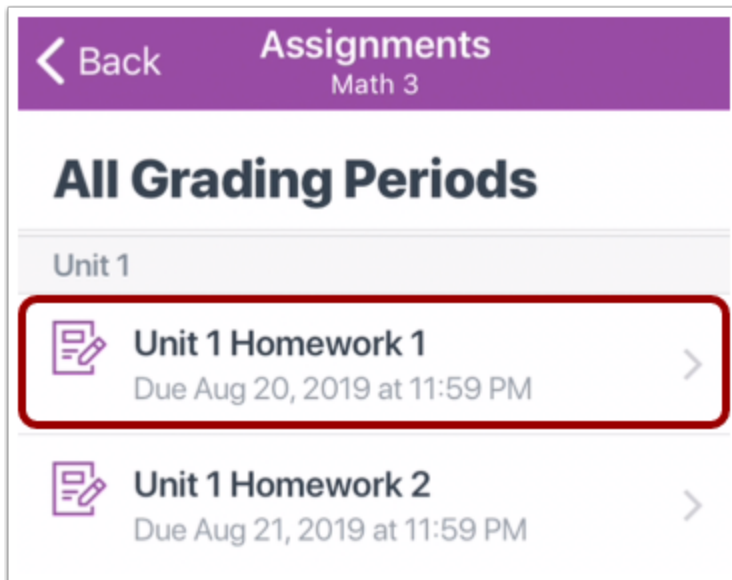 Back
Assignments
Math 3
All Grading Periods
Unit 1
Unit 1 Homework 1
Due Aug 20, 2019 at 11:59 PM
Unit 1 Homework 2
Due Aug 21, 2019 at 11:59 PM